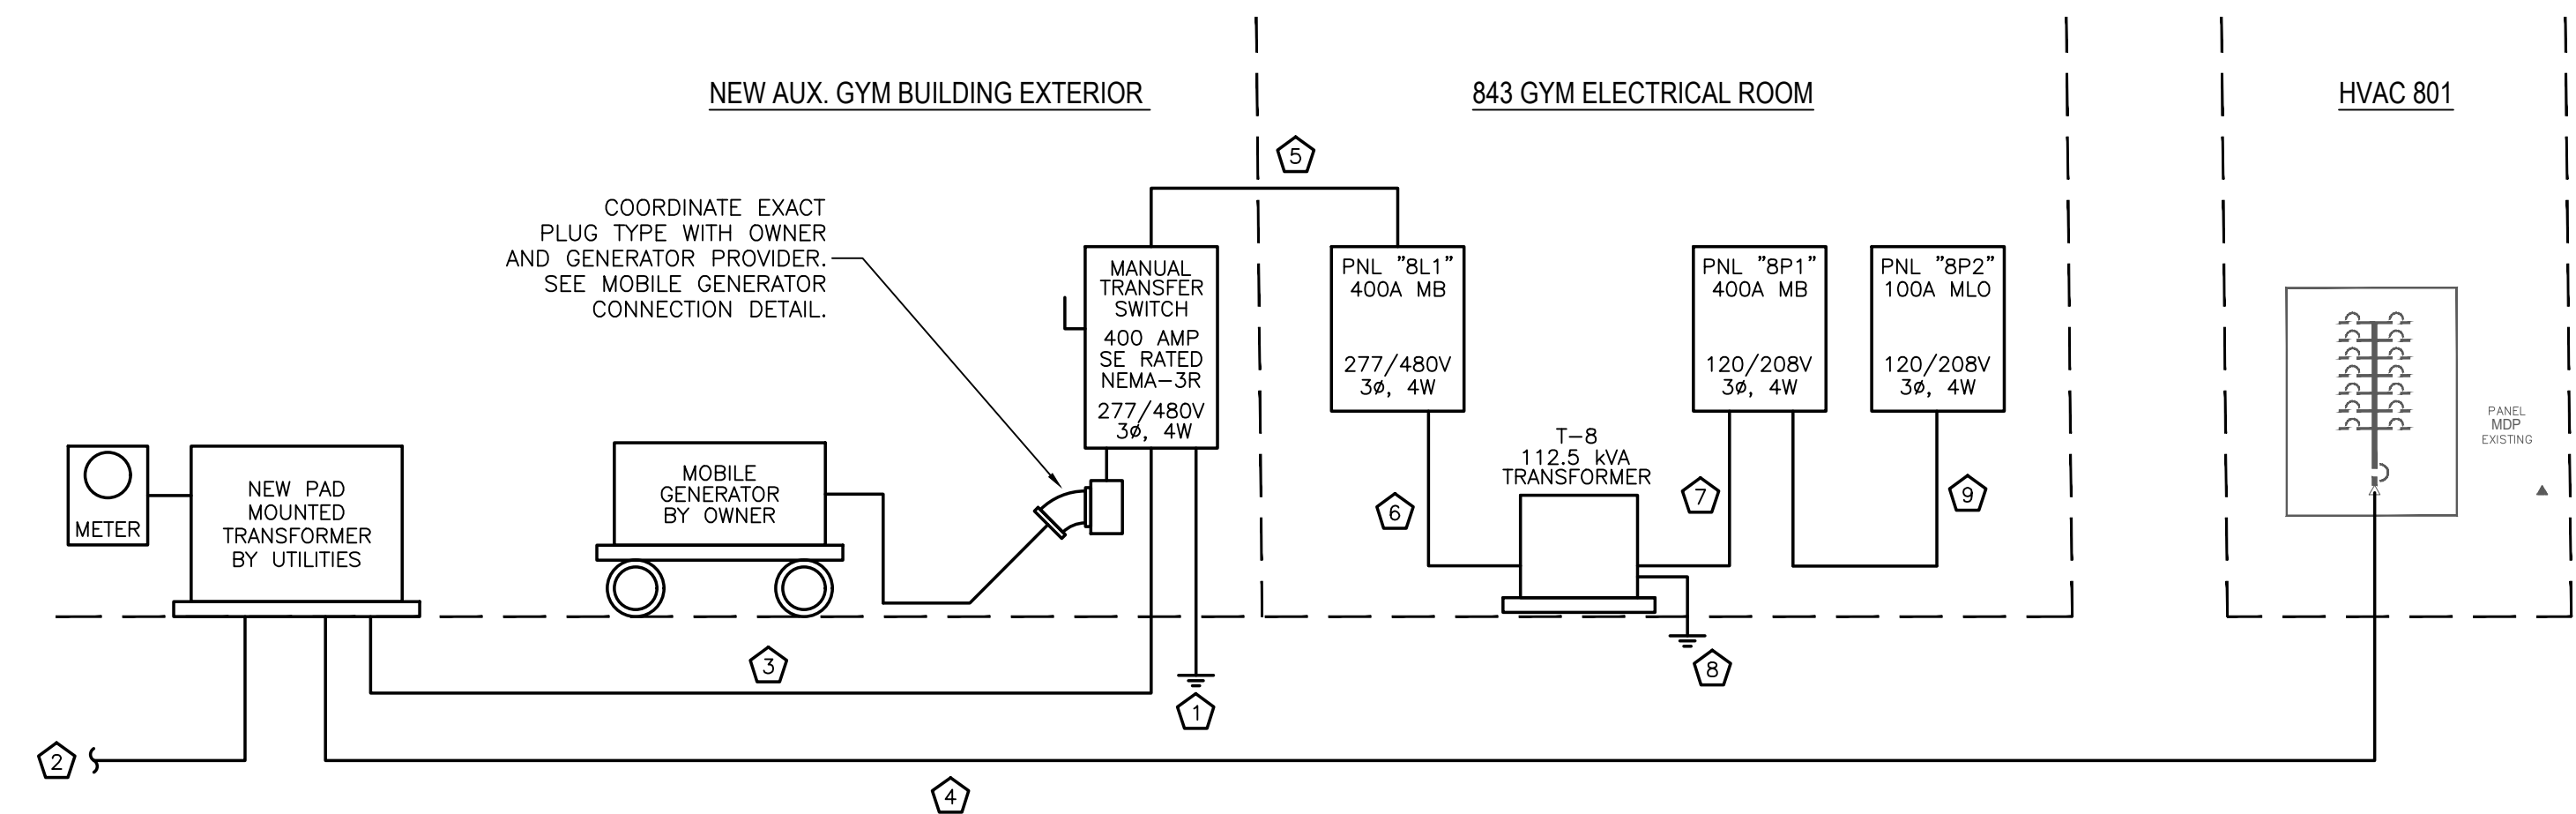 NEW AUX. GYM BUILDING EXTERIOR
843 GYM ELECTRICAL ROOM
HVAC 801
5
COORDINATE EXACT
PLUG TYPE WITH OWNER
AND GENERATOR PROVIDER.
SEE MOBILE GENERATOR
CONNECTION DETAIL.
MANUAL
TRANSFER
SWITCH
400 AMP
SE RATED
NEMA-3R
277/480V
3ø, 4W
PNL "8L1"
400A MB
277/480V
3ø, 4W
PNL "8P1"
400A MB
120/208V
3ø, 4W
PNL "8P2"
100A MLO
120/208V
3ø, 4W
PANEL
MDP
EXISTING
METER
NEW PAD
MOUNTED
TRANSFORMER
BY UTILITIES
MOBILE
GENERATOR
BY OWNER
T-8
112.5 kVA
TRANSFORMER
6
7
9
3
8
1
2
4